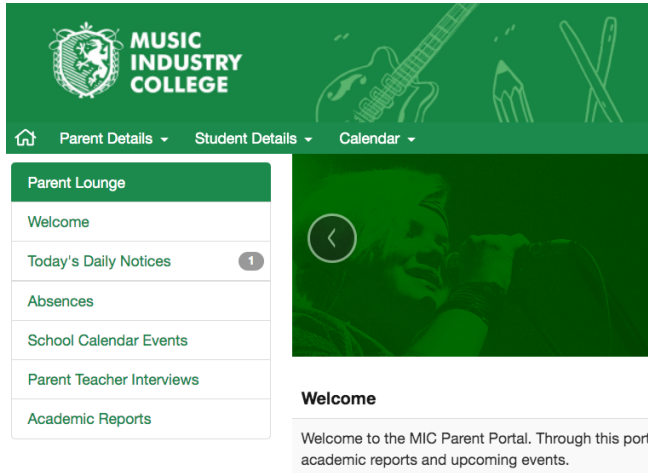 MUSIC
INDUSTRY
COLLEGE
Parent Details
Student Details
Calendar
Parent Lounge
Welcome
Today's Daily Notices 1
Absences
School Calendar Events
Parent Teacher Interviews
Academic Reports
Welcome
Welcome to the MIC Parent Portal. Through this port
academic reports and upcoming events.